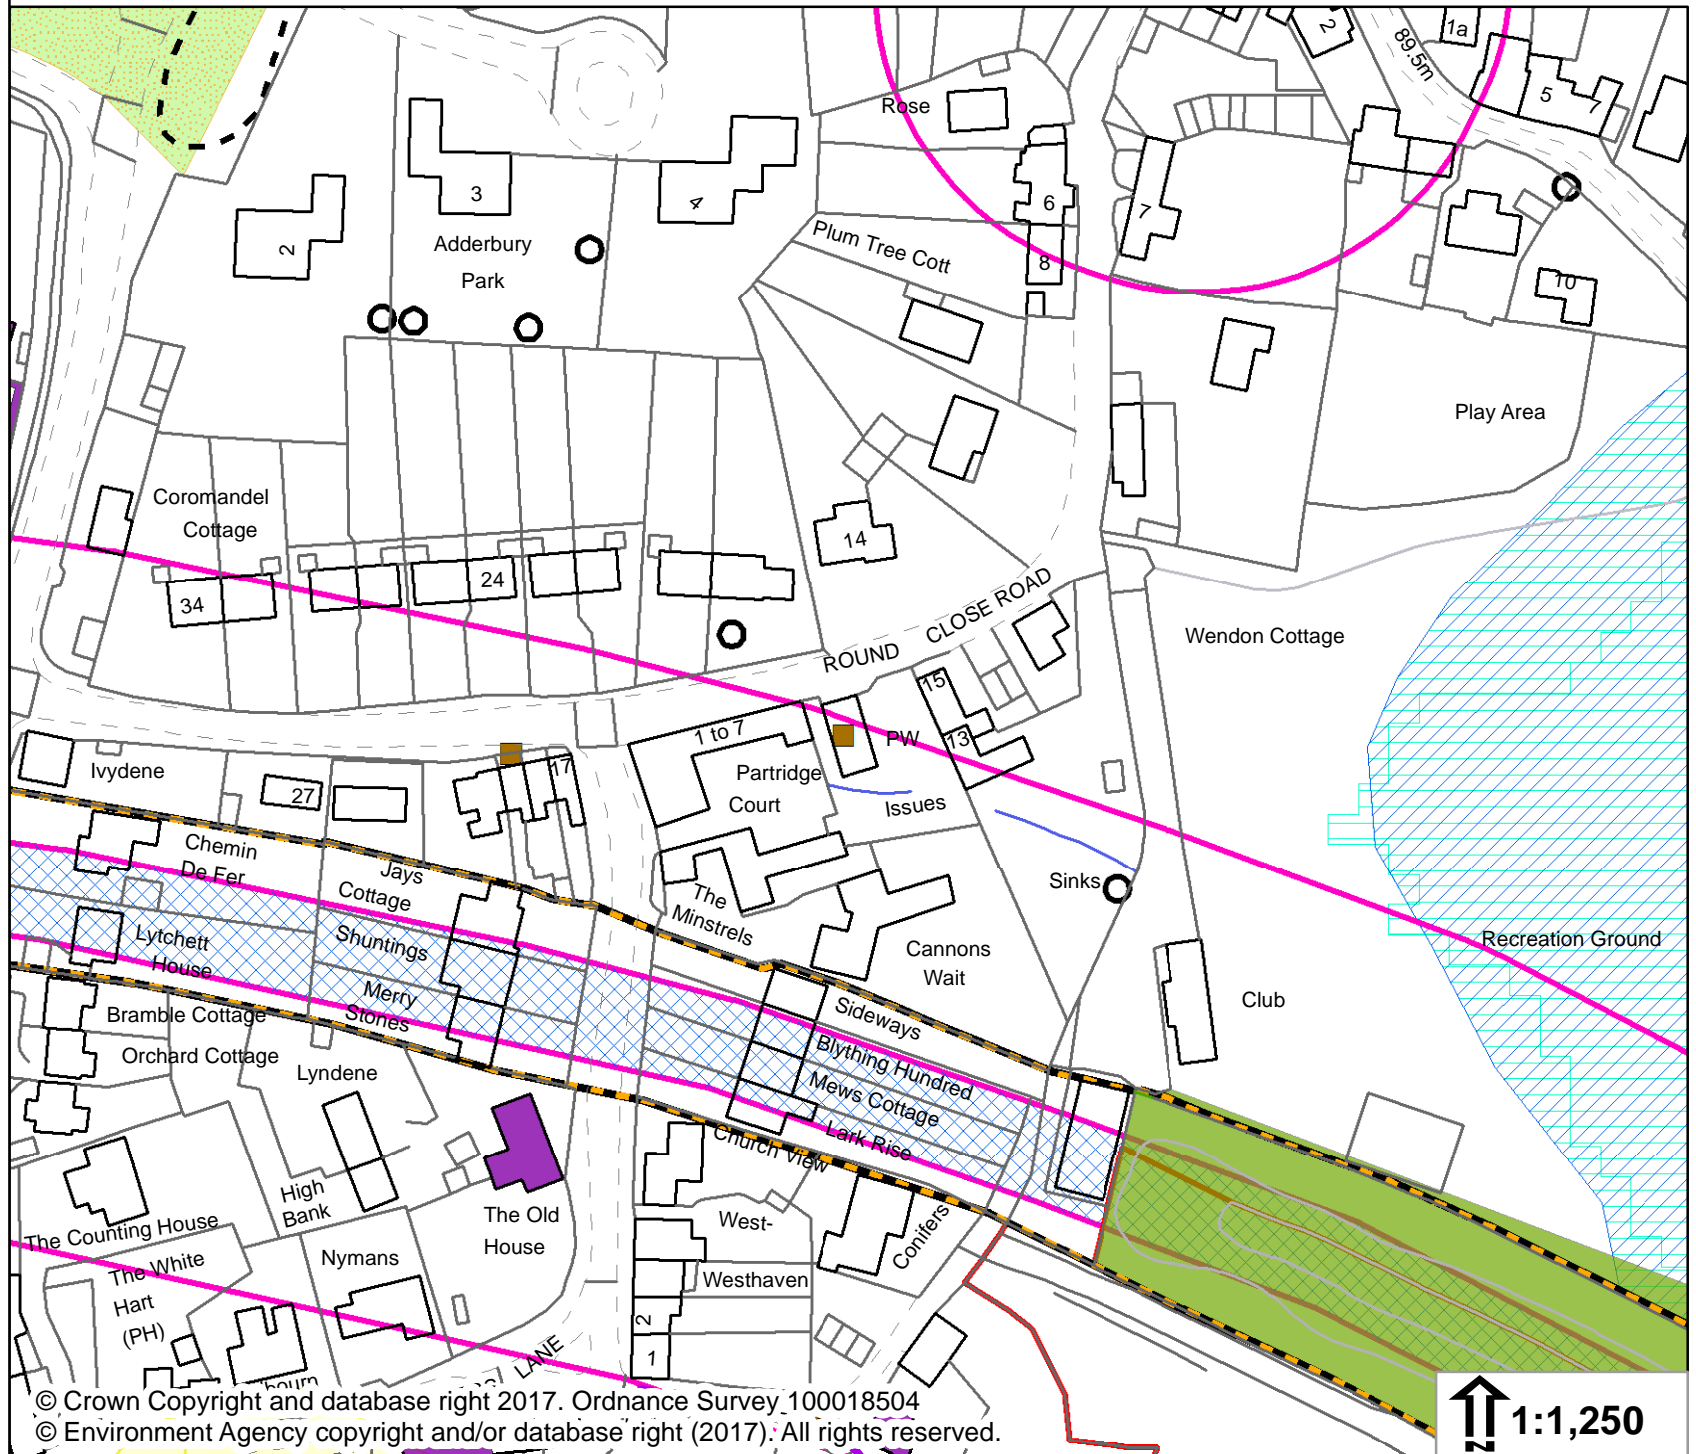 2
89.5m
1a
5
7
Rose
3
4
6
7
2
Adderbury
Park
Plum Tree Cott
8
10
Play Area
Coromandel
Cottage
14
24
34
ROUND CLOSE ROAD
Wendon Cottage
15
1 to 7
13
PW
17
Ivydene
27
Partridge
Court
Issues
Chemin
De Fer
Jays
Cottage
The
Minstrels
Sinks
Lytchett
House
Shuntings
Cannons
Wait
Recreation Ground
Merry
Stones
Bramble Cottage
Sideways
Club
Orchard Cottage
Lyndene
Blything Hundred
Mews Cottage
Lark Rise
Church View
High
Bank
The Old
House
West-
Conifers
The Counting House
Nymans
Westhaven
The White
Hart
(PH)
2
1
LANE
bourn
© Crown Copyright and database right 2017. Ordnance Survey 100018504
© Environment Agency copyright and/or database right (2017). All rights reserved.
N
1:1,250